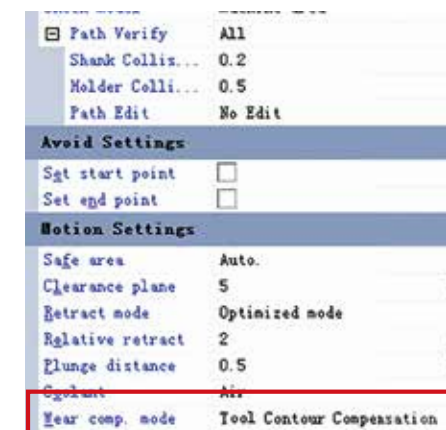 Path Verify All
Shank Collis... 0.2
Holder Colli... 0.5
Path Edit No Edit
Avoid Settings
Set start point
Set end point
Motion Settings
Safe area Auto.
Clearance plane 5
Retract mode Optimized mode
Relative retract 2
Plunge distance 0.5
Coolant Air
Wear comp. mode Tool Contour Compensation